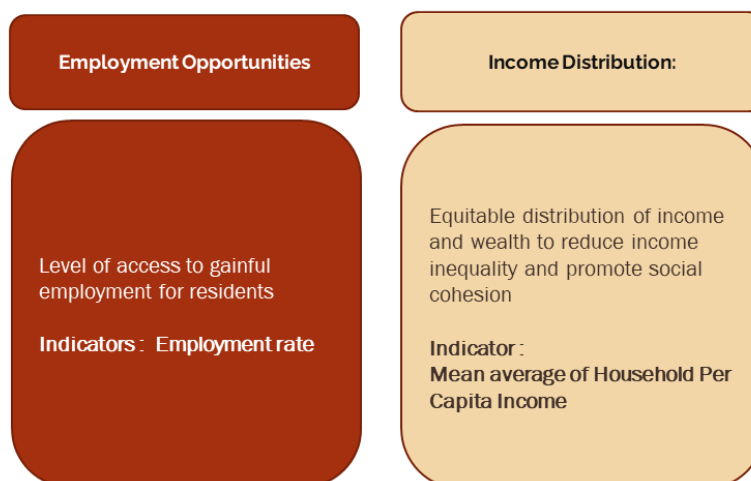 Employment Opportunities
Income Distribution:
Level of access to gainful
employment for residents
Indicators :  Employment rate
Equitable distribution of income
and wealth to reduce income
inequality and promote social
cohesion
Indicator :
Mean average of Household Per
Capita Income